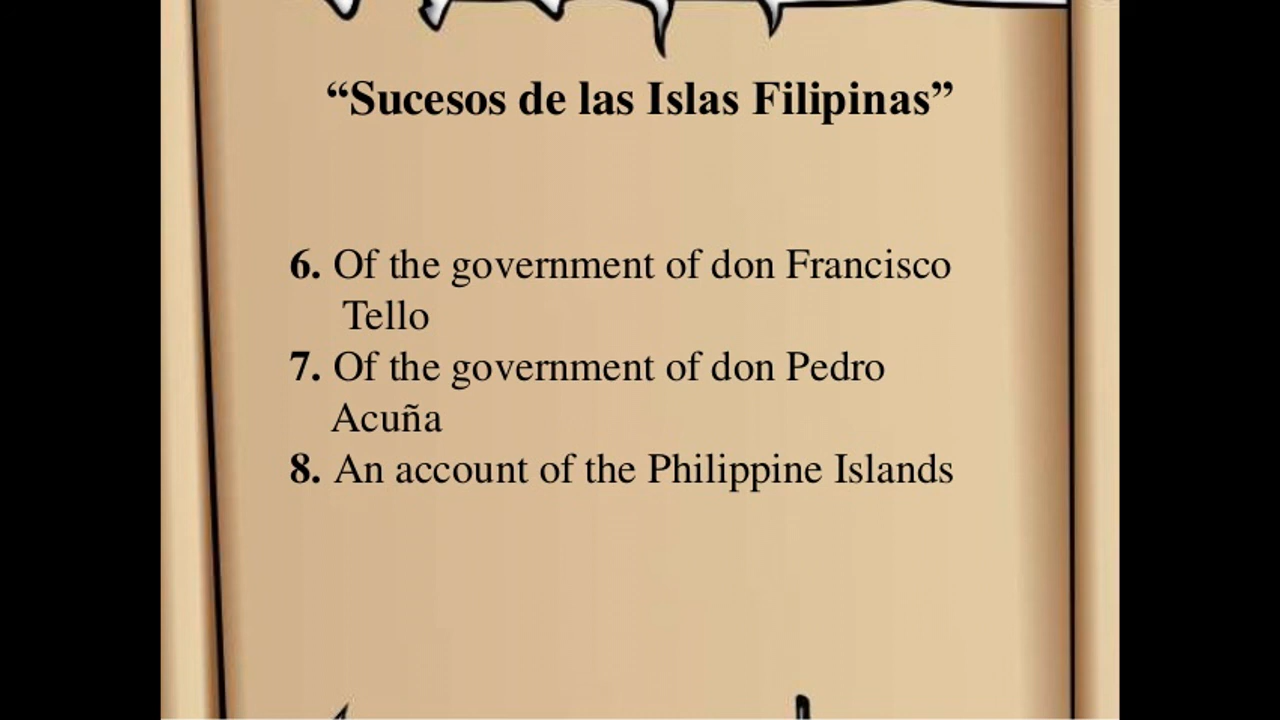 “Sucesos de las Islas Filipinas”
6. Of the government of don Francisco
Tello
7. Of the government of don Pedro
Acuña
8. An account of the Philippine Islands